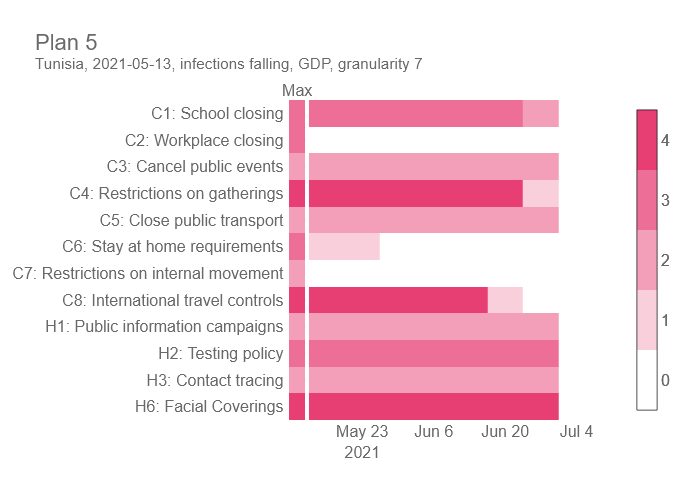 Plan 5
Tunisia, 2021-05-13, infections falling, GDP, granularity 7
Max
C1: School closing
C2: Workplace closing
C3: Cancel public events
C4: Restrictions on gatherings
C5: Close public transport
C6: Stay at home requirements
C7: Restrictions on internal movement
C8: International travel controls
H1: Public information campaigns
H2: Testing policy
H3: Contact tracing
H6: Facial Coverings
May 23 Jun 6 Jun 20 Jul 4
2021
4
3
2
1
0